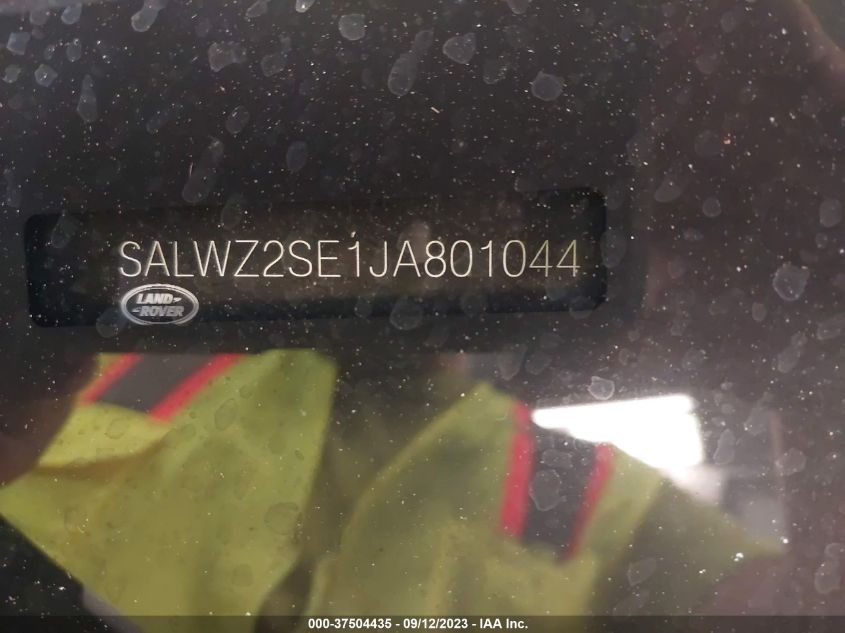 SALWZ2SE1JA801044
LAND-
-ROVER
000-37504435 - 09/12/2023 - IAA Inc.